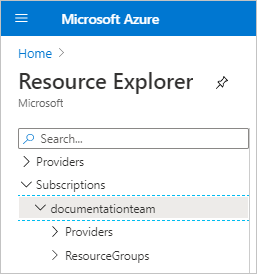 Microsoft Azure
Home
Resource Explorer
Microsoft
Search...
Providers
Subscriptions
documentationteam
Providers
ResourceGroups